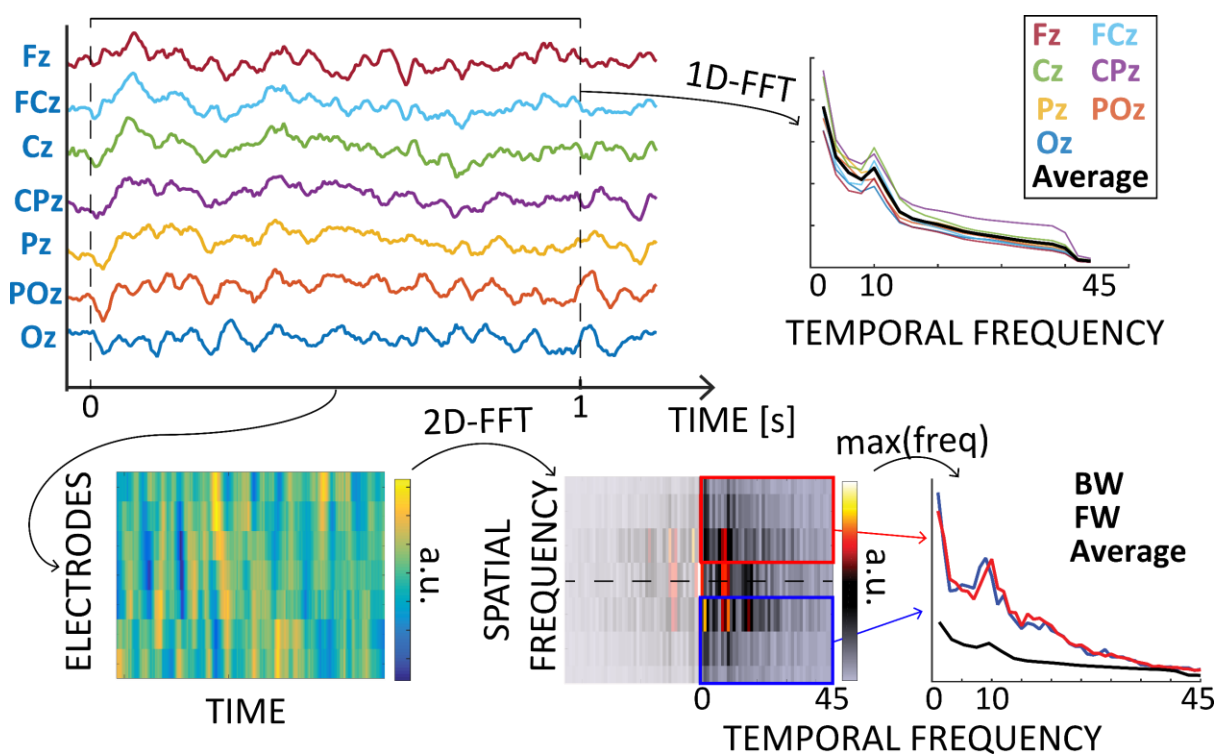 Fz
FCz
Cz
CPz
Pz
POz
Oz
0
1
TIME [s]
1D-FFT
Fz FCz
Cz CPz
Pz POz
Oz
Average
0 10 45
TEMPORAL FREQUENCY
2D-FFT
ELECTRODES
TIME
a.u.
SPATIAL
FREQUENCY
0 45
a.u.
max(freq)
BW
FW
Average
0 10 45
TEMPORAL FREQUENCY